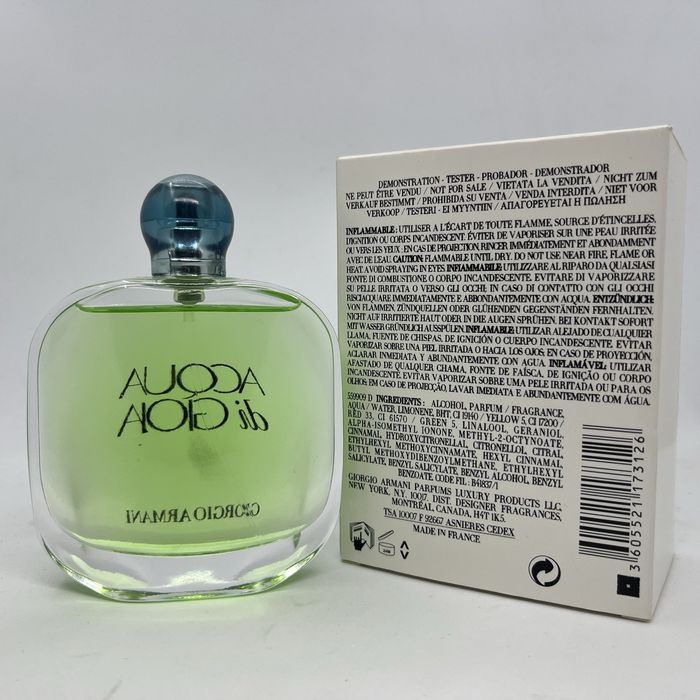 ACQUA
di GIOIA
GIORGIO ARMANI
DEMONSTRATION - TESTER - PROBADOR - DEMONSTRADOR
NE PEUT ÊTRE VENDU / NOT FOR SALE / VIETATA LA VENDITA / NICHT ZUM
VERKAUF BESTIMMT / PROHIBIDA SU VENTA / VENDA INTERDITA / NIET VOOR
VERKOOP / TESTERI - EI MYYNTIIN / ΑΠΑΓΟΡΕΥΕΤΑΙ Η ΠΩΛΗΣΗ
INFLAMMABLE: UTILISER A L'ÉCART DE TOUTE FLAMME, SOURCE D'ÉTINCELLES,
D'IGNITION OU CORPS INCANDESCENT. ÉVITER DE VAPORISER SUR UNE PEAU IRRITÉE
OU VERS LES YEUX : EN CAS DE PROJECTION, RINCER IMMÉDIATEMENT ET ABONDAMMENT
AVEC DE L'EAU. CAUTION: FLAMMABLE UNTIL DRY. DO NOT USE NEAR FIRE, FLAME OR
HEAT. AVOID SPRAYING IN EYES. INFIAMMABILE: UTILIZZARE AL RIPARO DA QUALSIASI
FONTE DI COMBUSTIONE O CORPO INCANDESCENTE, EVITARE DI VAPORIZZARE
SU PELLE IRRITATA O VERSO GLI OCCHI; IN CASO DI CONTATTO CON GLI OCCHI
RISCIACQUARE IMMEDIATAMENTE E ABBONDANTEMENTE CON ACQUA. ENTZÜNDLICH:
VON FLAMMEN, ZÜNDQUELLEN ODER GLÜHENDEN GEGENSTÄNDEN FERNHALTEN.
NICHT AUF IRRITIERTE HAUT ODER IN DIE AUGEN SPRÜHEN. BEI KONTAKT SOFORT
MIT WASSER GRÜNDLICH AUSSPÜLEN. INFLAMABLE: UTILIZAR ALEJADO DE CUALQUIER
LLAMA, FUENTE DE CHISPAS, DE IGNICIÓN O CUERPO INCANDESCENTE. EVITAR
VAPORIZAR SOBRE UNA PIEL IRRITADA O HACIA LOS OJOS; EN CASO DE PROYECCIÓN,
ACLARAR INMEDIATA Y ABUNDANTEMENTE CON AGUA. INFLAMÁVEL: UTILIZAR
AFASTADO DE QUALQUER CHAMA, FONTE DE FAÍSCA, DE IGNIÇÃO OU CORPO
INCANDESCENTE. EVITAR VAPORIZAR SOBRE UMA PELE IRRITADA OU PARA OS
OLHOS EM CASO DE PROJECÇÃO, LAVAR IMEDIATA E ABUNDANTEMENTE COM ÁGUA.
559909 D INGREDIENTS : ALCOHOL, PARFUM / FRAGRANCE,
AQUA / WATER, LIMONENE, BHT, CI 19140 / YELLOW 5, CI 17200 /
RED 33, CI 61570 / GREEN 5, LINALOOL, GERANIOL,
ALPHA-ISOMETHYL IONONE, METHYL-2-OCTYNOATE,
CINNAMAL, HYDROXYCITRONELLAL, CITRONELLOL, CITRAL,
BUTYL METHOXYDIBENZOYLMETHANE, HEXYL CINNAMAL, ETHYLHEXYL
SALICYLATE, BENZYL SALICYLATE, BENZYL ALCOHOL, BENZYL
BENZOATE. CODE FIL : B41837/1
GIORGIO ARMANI PARFUMS LUXURY PRODUCTS LLC,
NEW YORK, N.Y. 10017. DIST. DESIGNER FRAGRANCES,
MONTRÉAL, CANADA, H4T 1K5.
TSA 10007 F 92667 ASNIERES CEDEX
MADE IN FRANCE
3 605521 173126